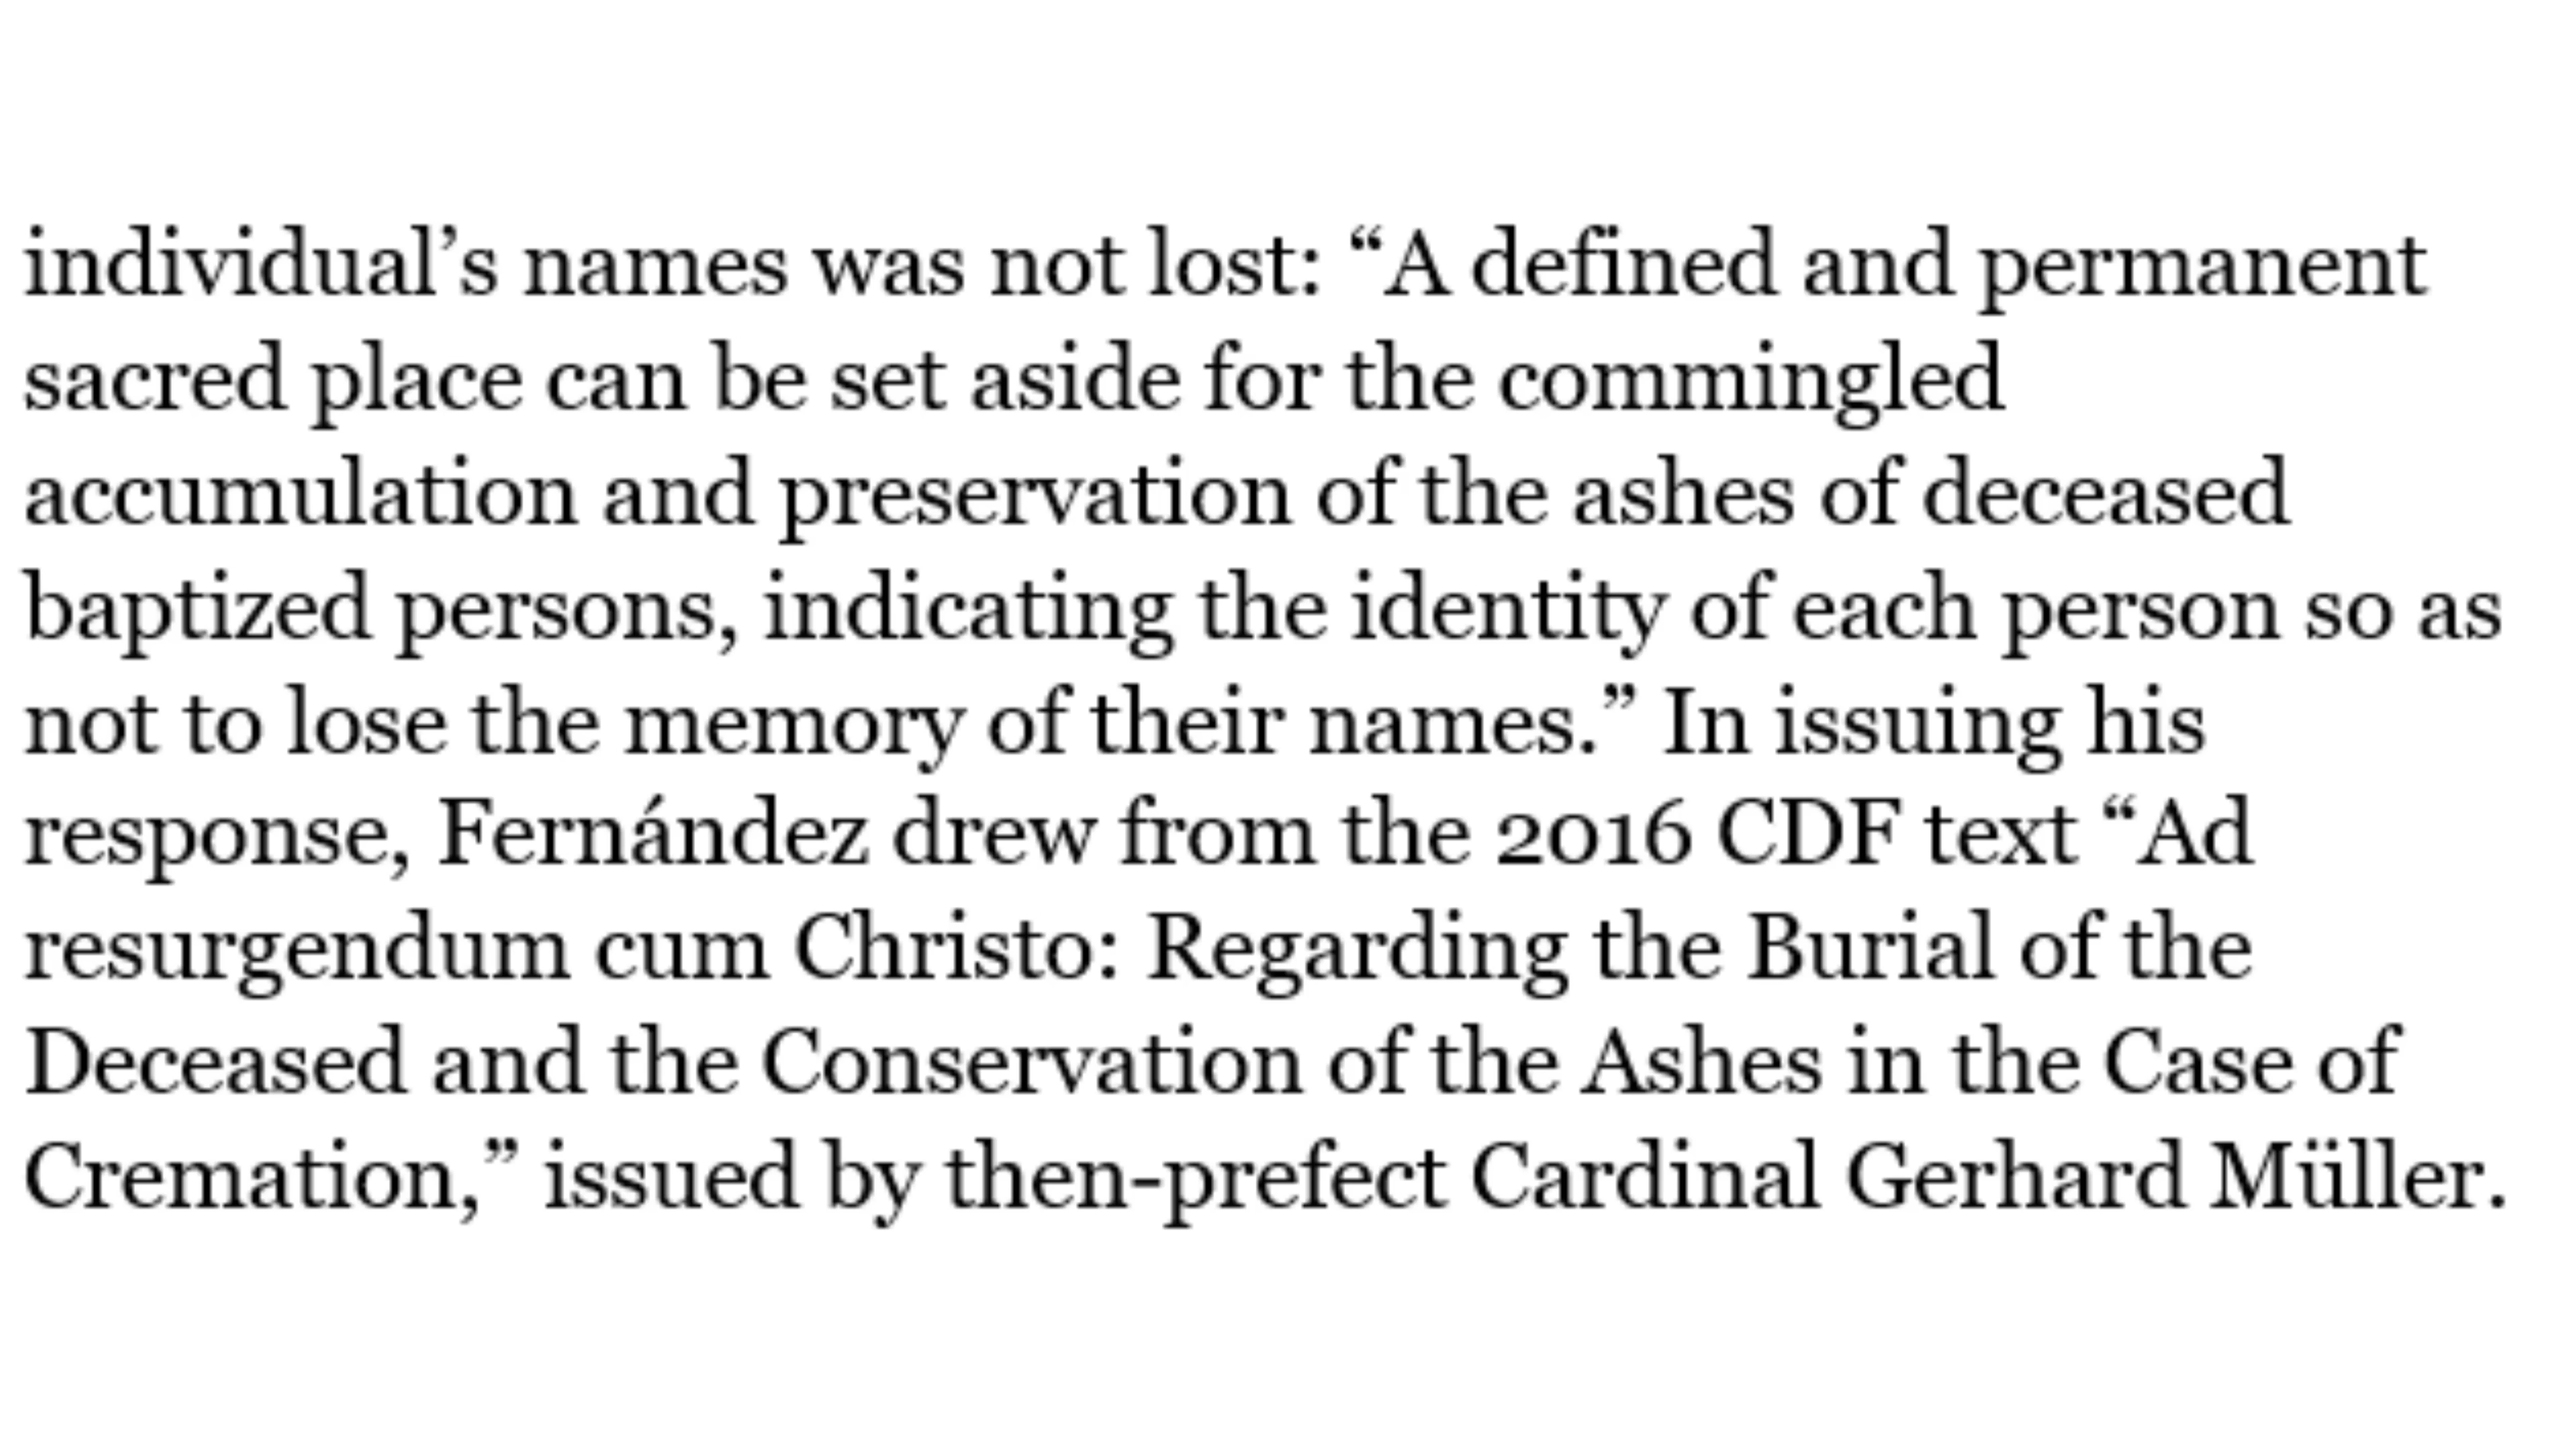 individual’s names was not lost: “A defined and permanent
sacred place can be set aside for the commingled
accumulation and preservation of the ashes of deceased
baptized persons, indicating the identity of each person so as
not to lose the memory of their names.” In issuing his
response, Fernández drew from the 2016 CDF text “Ad
resurgendum cum Christo: Regarding the Burial of the
Deceased and the Conservation of the Ashes in the Case of
Cremation,” issued by then-prefect Cardinal Gerhard Müller.